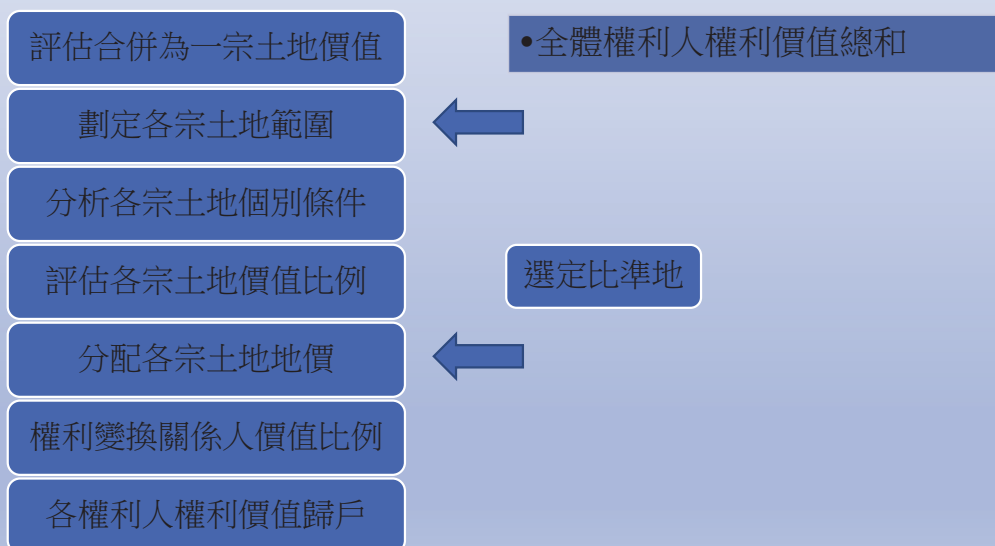 評估合併為一宗土地價值
•全體權利人權利價值總和
劃定各宗土地範圍
分析各宗土地個別條件
評估各宗土地價值比例
選定比準地
分配各宗土地地價
權利變換關係人價值比例
各權利人權利價值歸戶